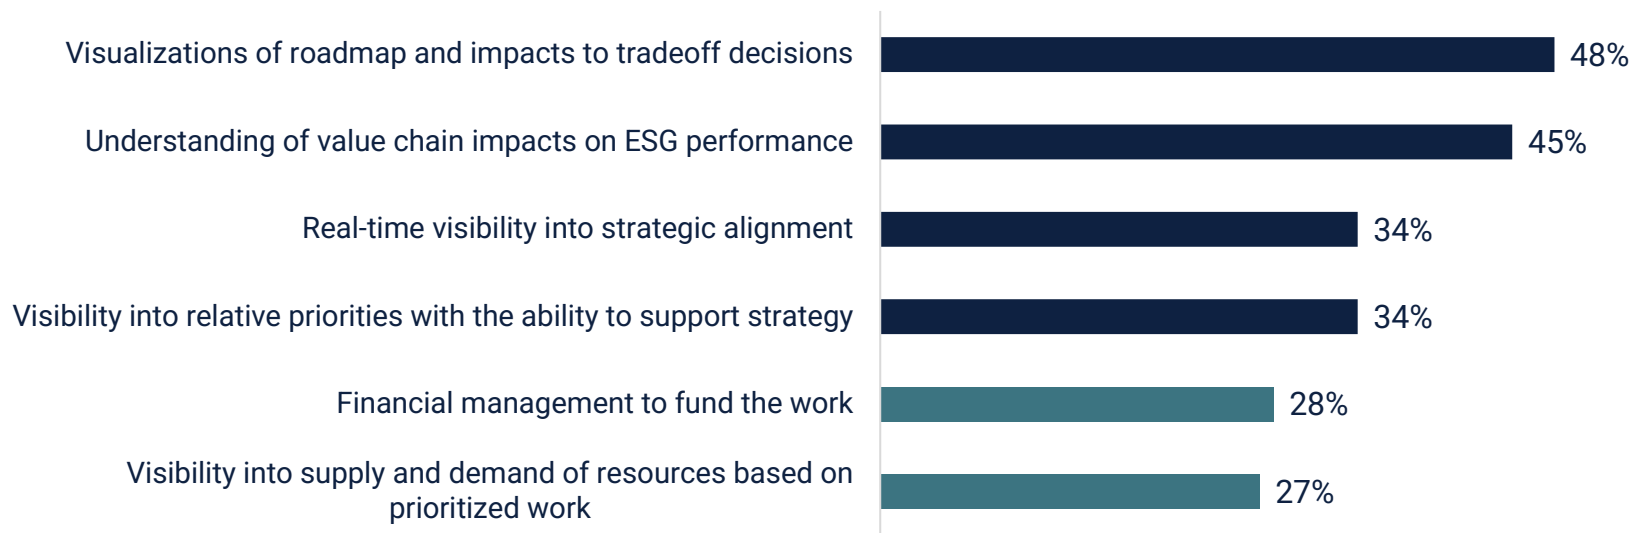 Visualizations of roadmap and impacts to tradeoff decisions 48%
Understanding of value chain impacts on ESG performance 45%
Real-time visibility into strategic alignment 34%
Visibility into relative priorities with the ability to support strategy 34%
Financial management to fund the work 28%
Visibility into supply and demand of resources based on
prioritized work 27%